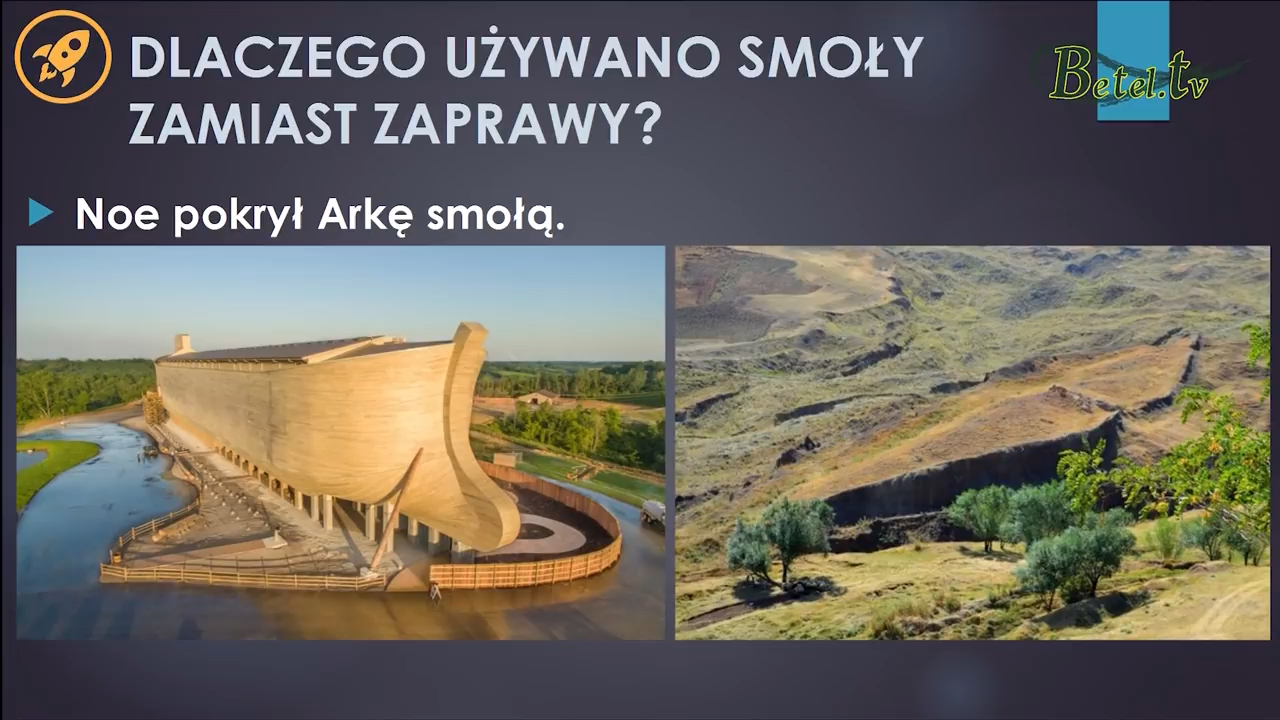 DLACZEGO UŻYWANO SMOŁY
ZAMIAST ZAPRAWY?
Betel.tv
Noe pokrył Arkę smołą.